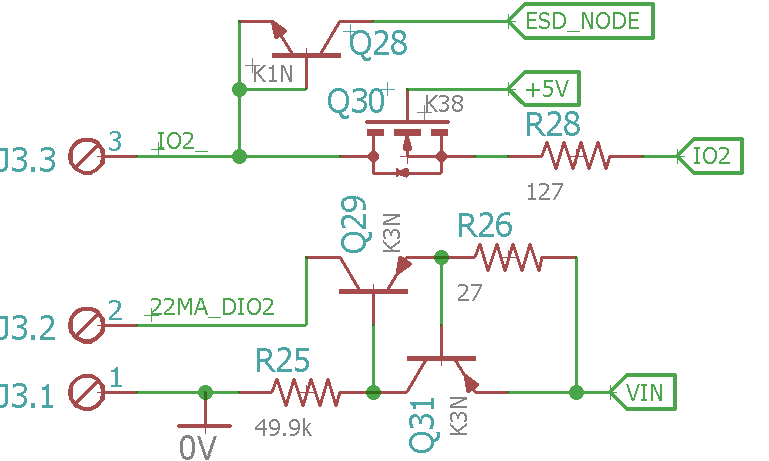 ESD_NODE
Q28
K1N
+5V
Q30
K38
R28
J3.3
3
IO2_
IO2
127
Q29
K3N
R26
27
J3.2
2
22MA_DIO2
J3.1
1
R25
49.9k
Q31
K3N
VIN
0V